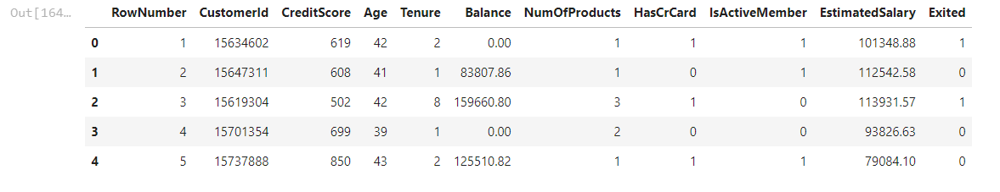 Out[164...
RowNumber CustomerId CreditScore Age Tenure Balance NumOfProducts HasCrCard IsActiveMember EstimatedSalary Exited
0 1 15634602 619 42 2 0.00 1 1 1 101348.88 1
1 2 15647311 608 41 1 83807.86 1 0 1 112542.58 0
2 3 15619304 502 42 8 159660.80 3 1 0 113931.57 1
3 4 15701354 699 39 1 0.00 2 0 0 93826.63 0
4 5 15737888 850 43 2 125510.82 1 1 1 79084.10 0